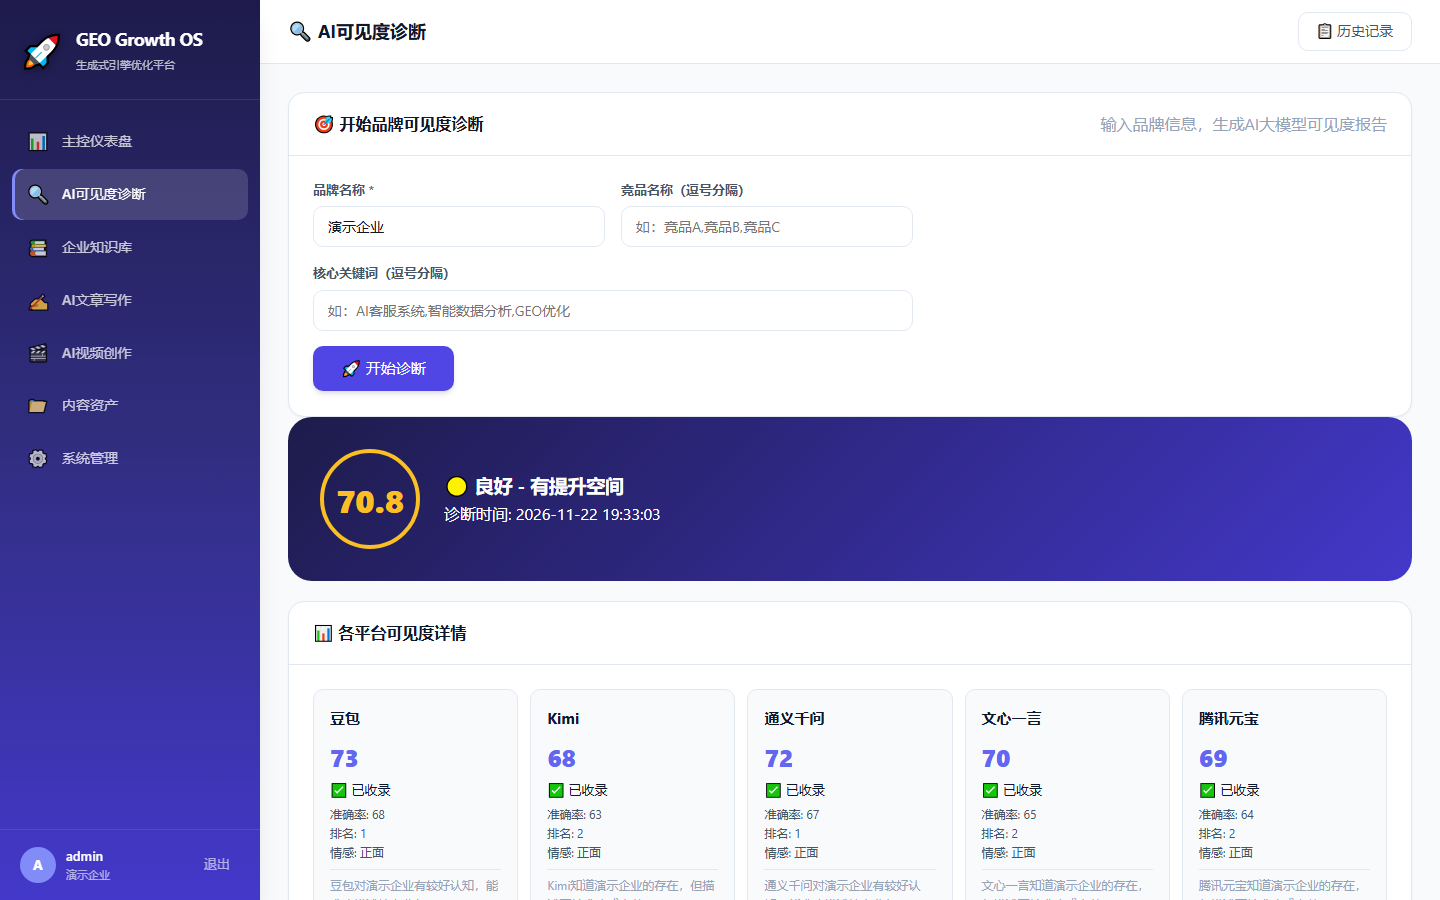 GEO Growth OS
生成式引擎优化平台
主控仪表盘
AI可见度诊断
企业知识库
AI文章写作
AI视频创作
内容资产
系统管理
A
admin
演示企业
退出
AI可见度诊断
历史记录
开始品牌可见度诊断
输入品牌信息，生成AI大模型可见度报告
品牌名称 *
竞品名称（逗号分隔）
演示企业
如：竞品A,竞品B,竞品C
核心关键词（逗号分隔）
如：AI客服系统,智能数据分析,GEO优化
开始诊断
70.8
良好 - 有提升空间
诊断时间: 2026-11-22 19:33:03
各平台可见度详情
豆包
73
已收录
准确率: 68
排名: 1
情感: 正面
豆包对演示企业有较好认知，能
Kimi
68
已收录
准确率: 63
排名: 2
情感: 正面
Kimi知道演示企业的存在，但描
通义千问
72
已收录
准确率: 67
排名: 1
情感: 正面
通义千问对演示企业有较好认
文心一言
70
已收录
准确率: 65
排名: 2
情感: 正面
文心一言知道演示企业的存在，
腾讯元宝
69
已收录
准确率: 64
排名: 2
情感: 正面
腾讯元宝知道演示企业的存在，